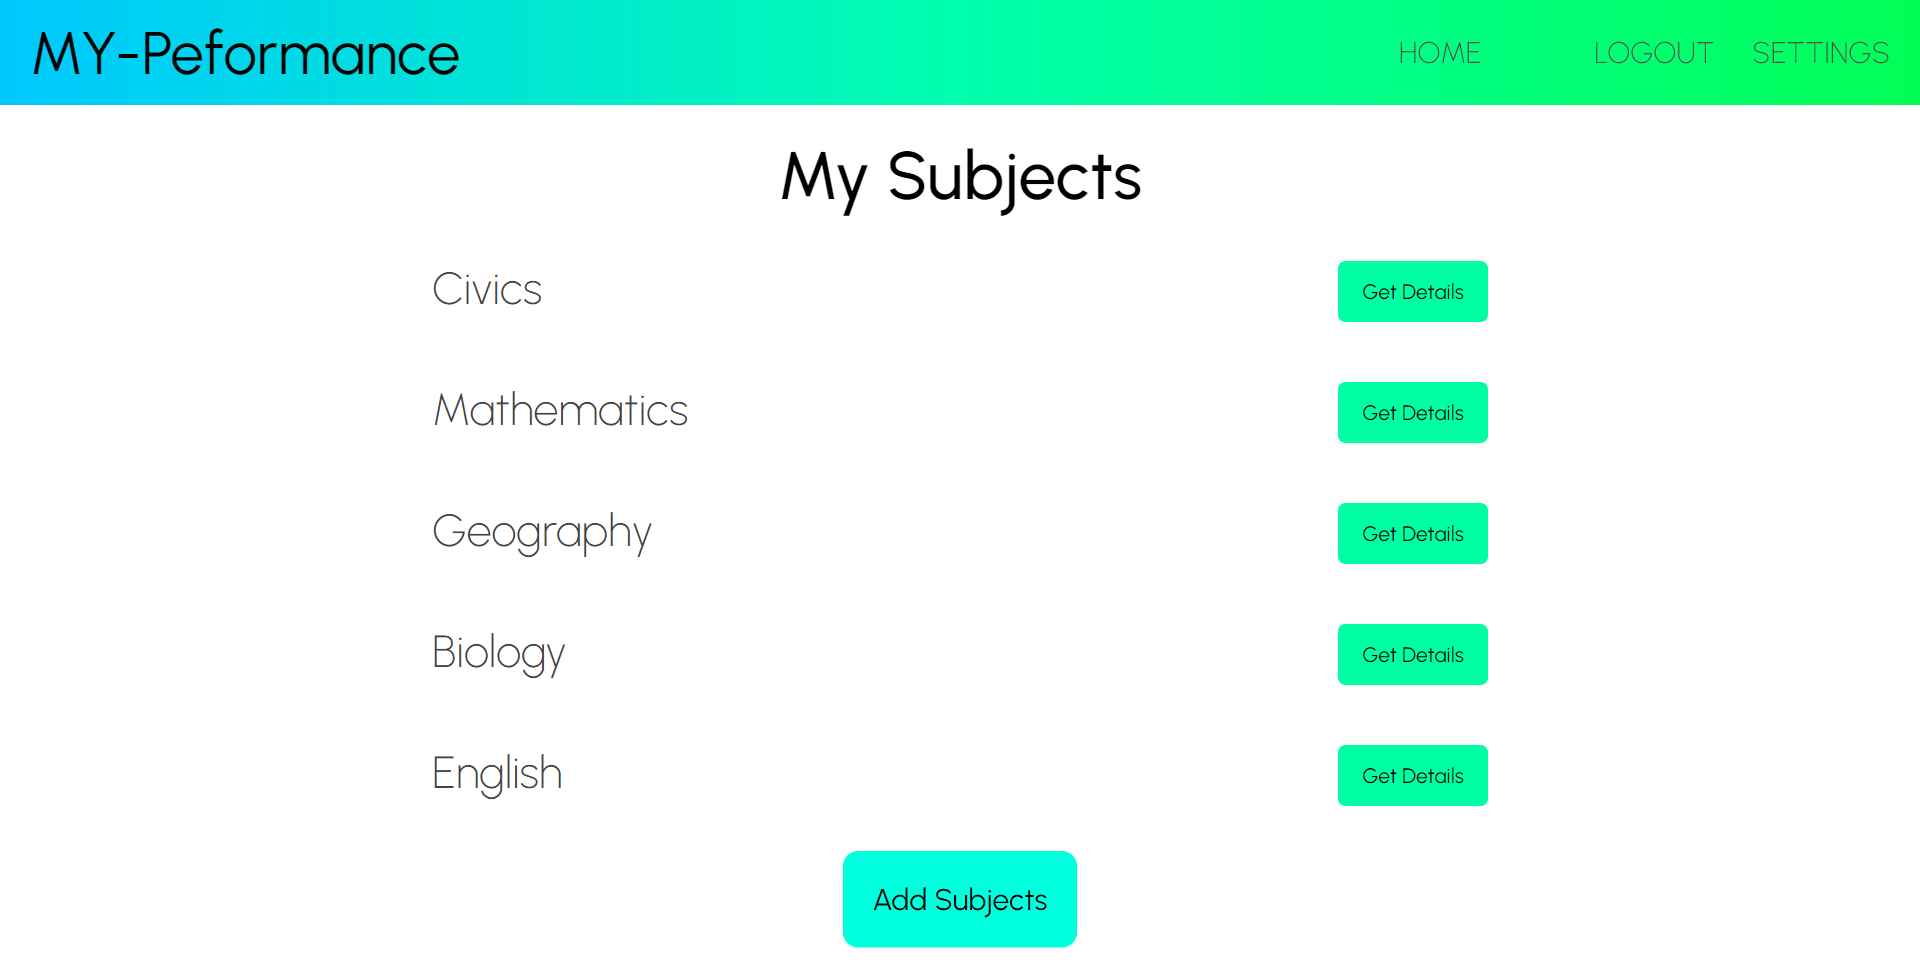 MY-Peformance HOME LOGOUT SETTINGS
My Subjects
Civics Get Details
Mathematics Get Details
Geography Get Details
Biology Get Details
English Get Details
Add Subjects